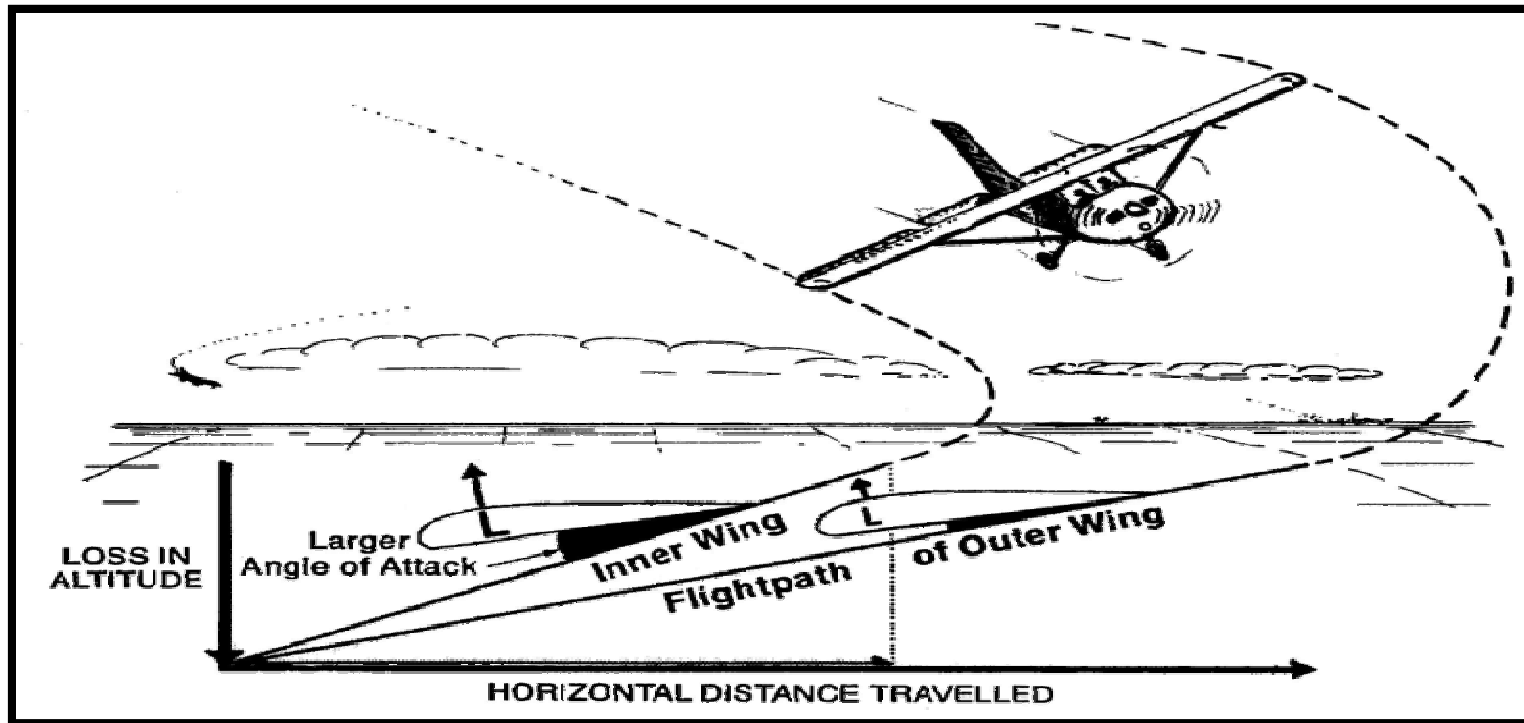 L
L
Larger
Angle of Attack
Inner Wing
Flightpath of Outer Wing
LOSS IN
ALTITUDE
HORIZONTAL DISTANCE TRAVELLED